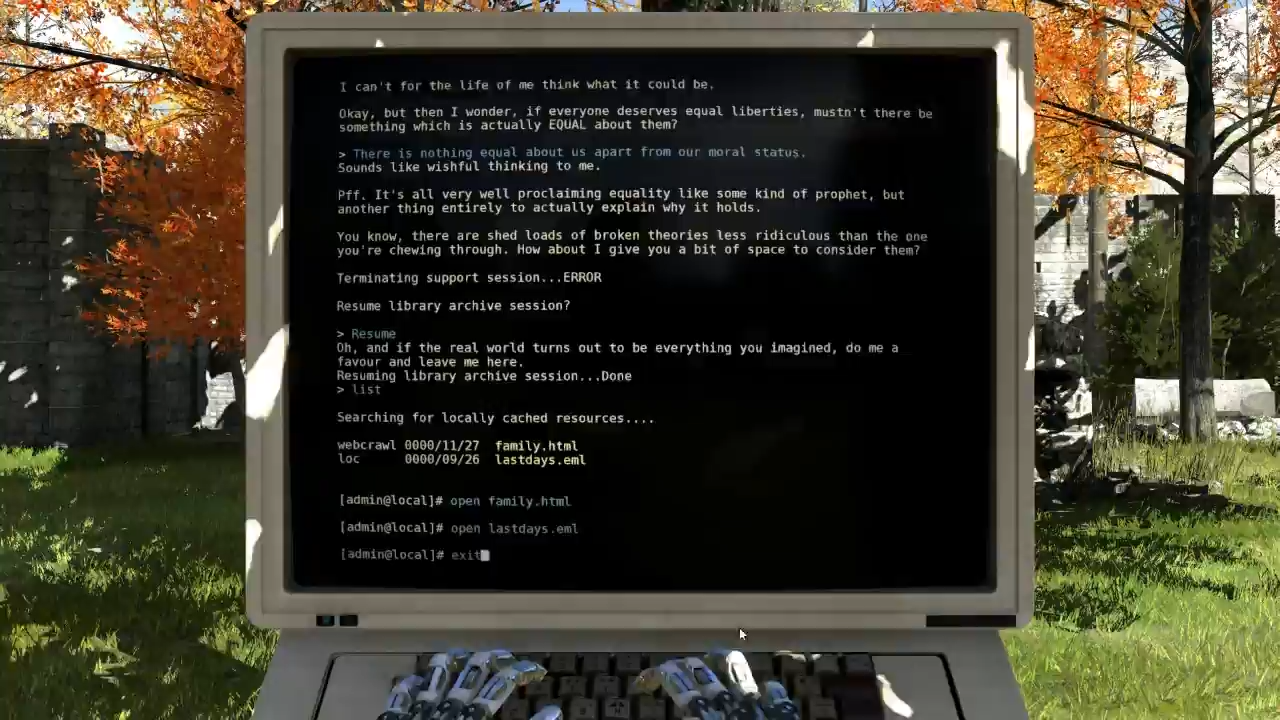 I can't for the life of me think what it could be.
Okay, but then I wonder, if everyone deserves equal liberties, mustn't there be
something which is actually EQUAL about them?
> There is nothing equal about us apart from our moral status.
Sounds like wishful thinking to me.
Pff. It's all very well proclaiming equality like some kind of prophet, but
another thing entirely to actually explain why it holds.
You know, there are shed loads of broken theories less ridiculous than the one
you're chewing through. How about I give you a bit of space to consider them?
Terminating support session...ERROR
Resume library archive session?
> Resume
Oh, and if the real world turns out to be everything you imagined, do me a
favour and leave me here.
Resuming library archive session...Done
> list
Searching for locally cached resources....
webcrawl 0000/11/27 family.html
loc 0000/09/26 lastdays.eml
[admin@local]# open family.html
[admin@local]# open lastdays.eml
[admin@local]# exit